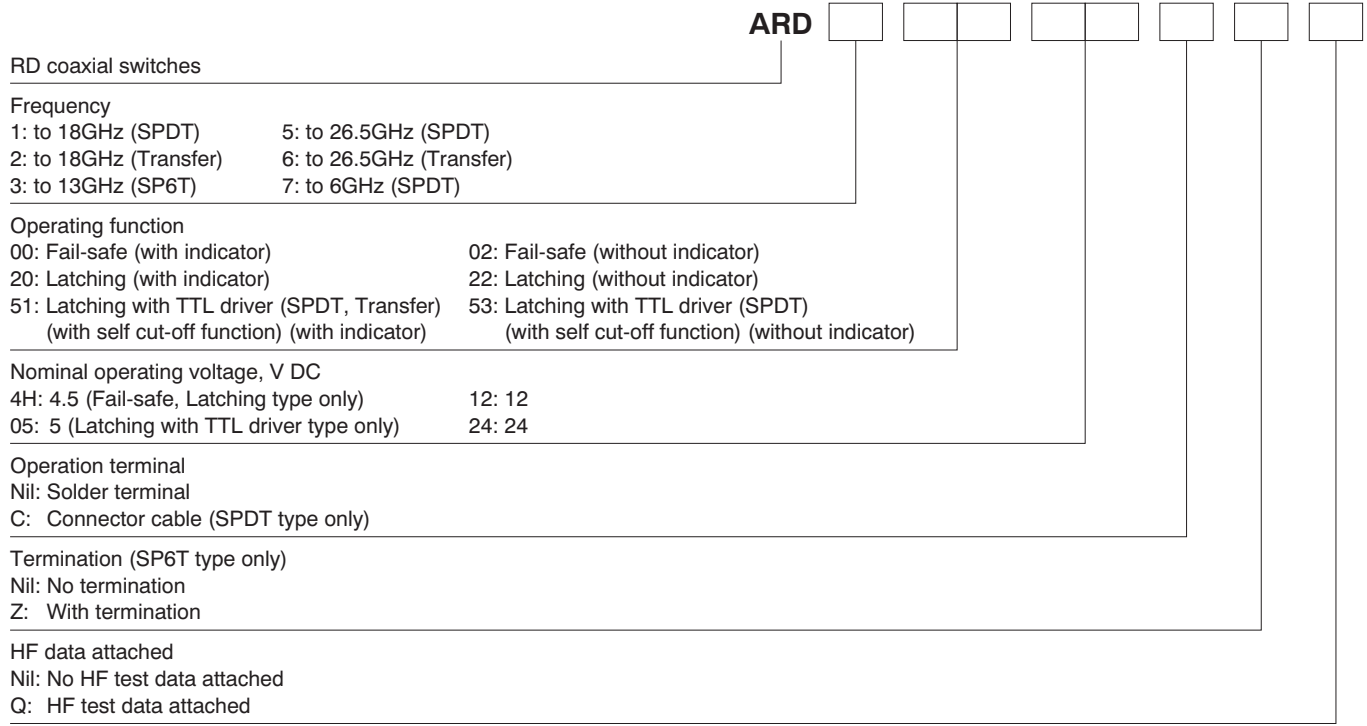 ARD
RD coaxial switches
Frequency
1: to 18GHz (SPDT) 5: to 26.5GHz (SPDT)
2: to 18GHz (Transfer) 6: to 26.5GHz (Transfer)
3: to 13GHz (SP6T) 7: to 6GHz (SPDT)
Operating function
00: Fail-safe (with indicator) 02: Fail-safe (without indicator)
20: Latching (with indicator) 22: Latching (without indicator)
51: Latching with TTL driver (SPDT, Transfer) 53: Latching with TTL driver (SPDT)
(with self cut-off function) (with indicator) (with self cut-off function) (without indicator)
Nominal operating voltage, V DC
4H: 4.5 (Fail-safe, Latching type only) 12: 12
05: 5 (Latching with TTL driver type only) 24: 24
Operation terminal
Nil: Solder terminal
C: Connector cable (SPDT type only)
Termination (SP6T type only)
Nil: No termination
Z: With termination
HF data attached
Nil: No HF test data attached
Q: HF test data attached